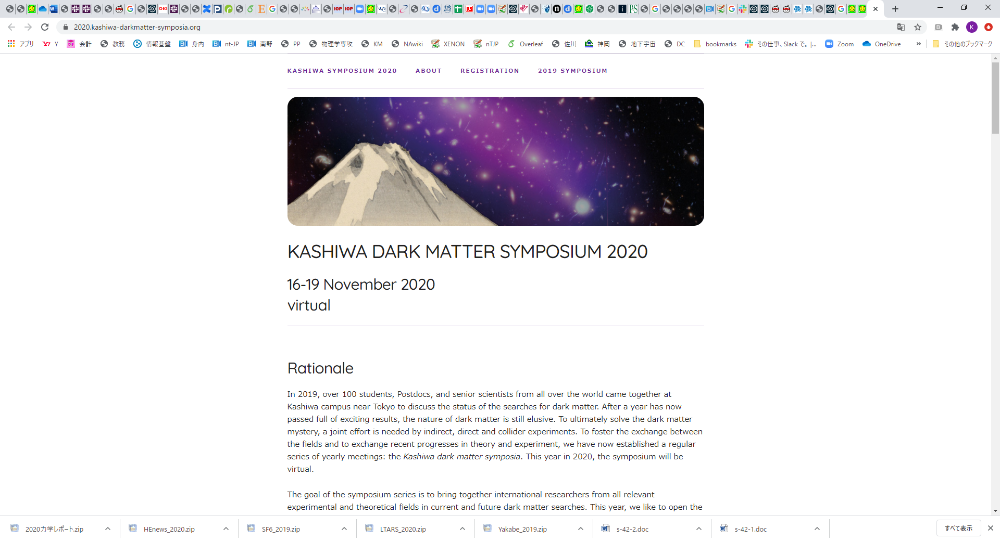 2020.kashiwa-darkmatter-symposia.org
アプリ Y 会計 教務 情報基盤 身内 nt-JP 南野 PP 物理学専攻 KM NAwiki XENON nTJP Overleaf 佐川 神岡 地下宇宙 DC bookmarks その仕事、Slack で。|... Zoom OneDrive » その他のブックマーク
KASHIWA SYMPOSIUM 2020 ABOUT REGISTRATION 2019 SYMPOSIUM
KASHIWA DARK MATTER SYMPOSIUM 2020
16-19 November 2020
virtual
Rationale
In 2019, over 100 students, Postdocs, and senior scientists from all over the world came together at
Kashiwa campus near Tokyo to discuss the status of the searches for dark matter. After a year has now
passed full of exciting results, the nature of dark matter is still elusive. To ultimately solve the dark matter
mystery, a joint effort is needed by indirect, direct and collider experiments. To foster the exchange between
the fields and to exchange recent progresses in theory and experiment, we have now established a regular
series of yearly meetings: the Kashiwa dark matter symposia. This year in 2020, the symposium will be
virtual.
The goal of the symposium series is to bring together international researchers from all relevant
experimental and theoretical fields in current and future dark matter searches. This year, we like to open the
2020力学レポート.zip HEnews_2020.zip SF6_2019.zip LTARS_2020.zip Yakabe_2019.zip s-42-2.doc s-42-1.doc すべて表示